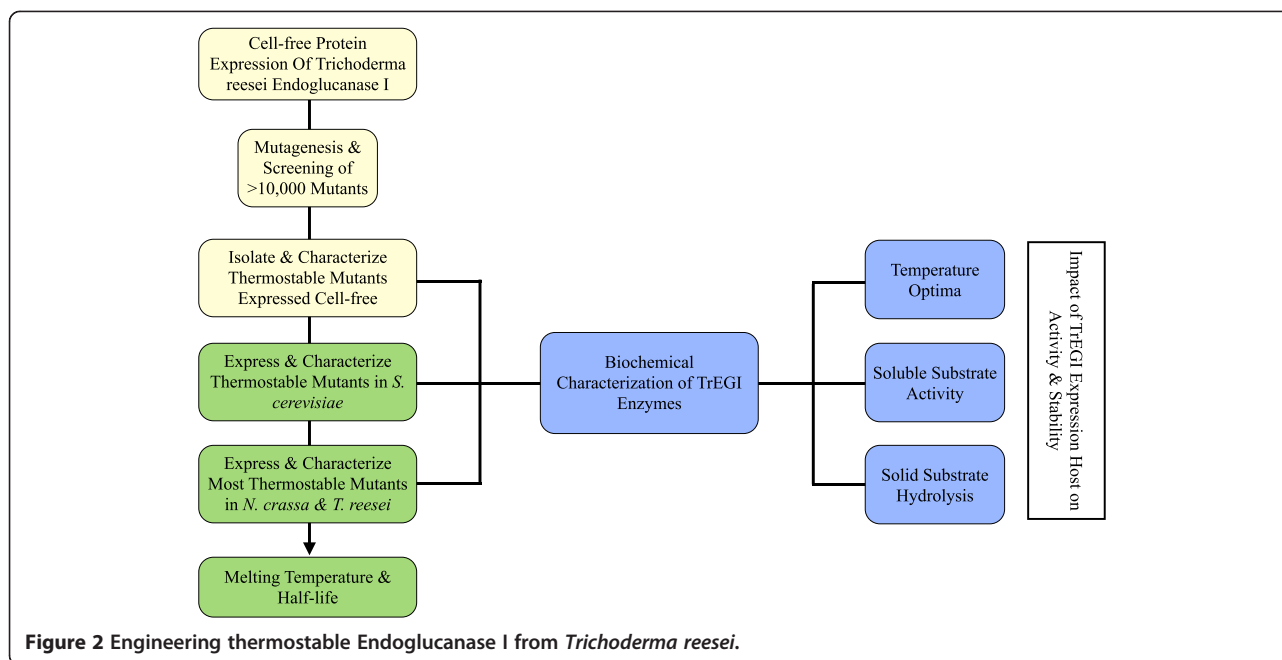 Cell-free Protein
Expression Of Trichoderma
reesei Endoglucanase I
Mutagenesis &
Screening of
>10,000 Mutants
Isolate & Characterize
Thermostable Mutants
Expressed Cell-free
Express & Characterize
Thermostable Mutants in S.
cerevisiae
Express & Characterize
Most Thermostable Mutants
in N. crassa & T. reesei
Melting Temperature &
Half-life
Biochemical
Characterization of TrEGI
Enzymes
Temperature
Optima
Soluble Substrate
Activity
Solid Substrate
Hydrolysis
Impact of TrEGI Expression Host on
Activity & Stability
Figure 2 Engineering thermostable Endoglucanase I from Trichoderma reesei.